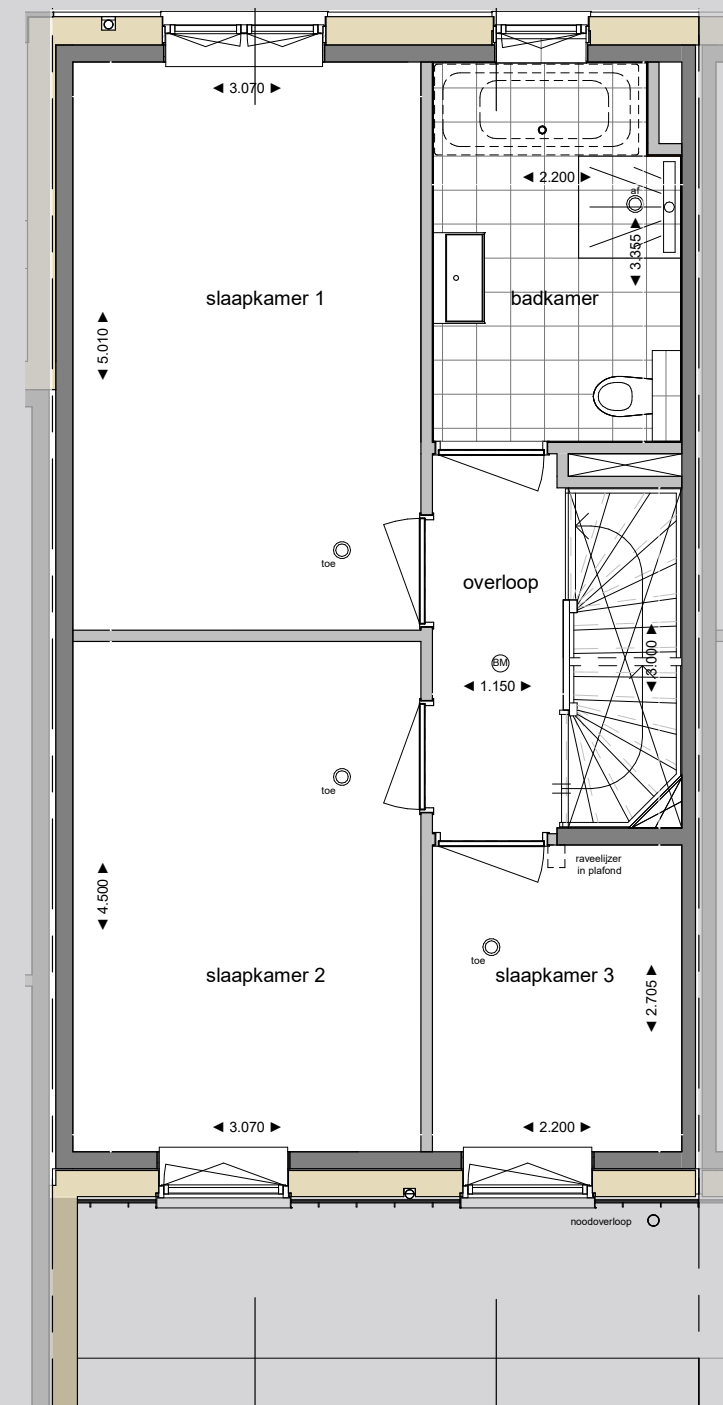 ◄ 3.070 ►
◄ 2.200 ►
af
◄ 3.355 ►
slaapkamer 1
badkamer
◄ 5.010 ►
toe
overloop
BM
◄ 1.150 ►
◄ 3.000 ►
toe
raveelijzer
in plafond
◄ 4.500 ►
toe
slaapkamer 2
slaapkamer 3
◄ 2.705 ►
◄ 3.070 ►
◄ 2.200 ►
noodoverloop